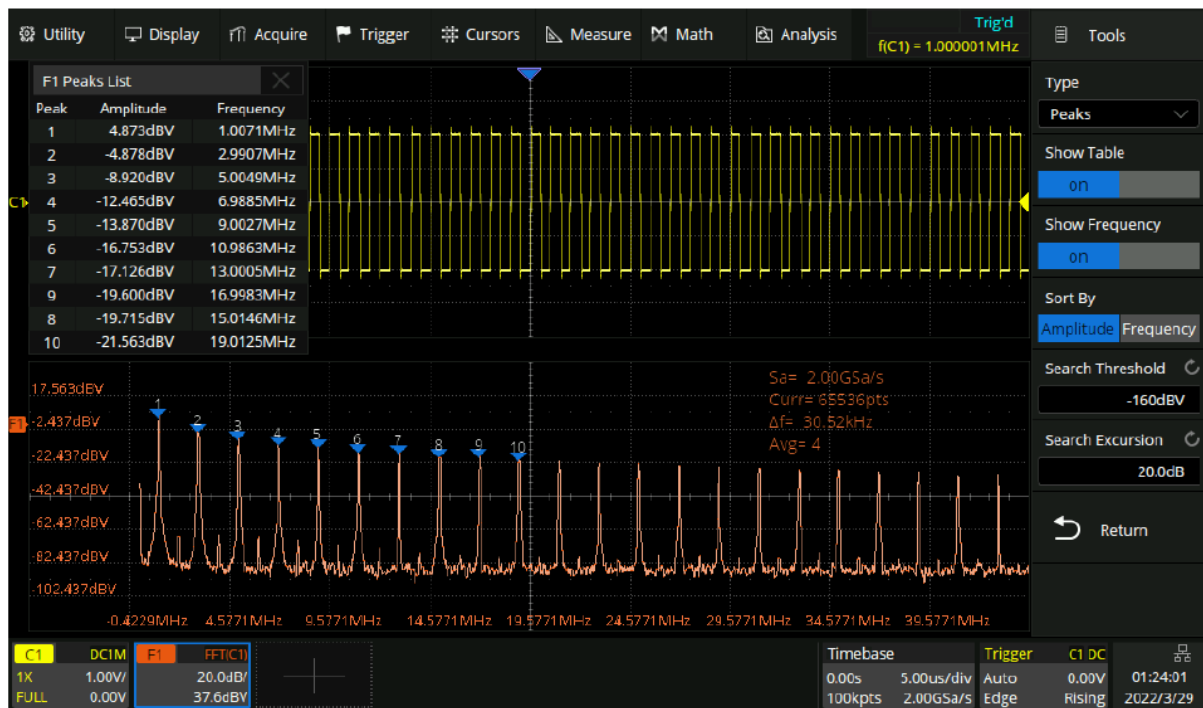 Utility Display Acquire Trigger Cursors Measure Math Analysis
Trig'd
f(C1) = 1.000001MHz
Tools
F1 Peaks List
Peak Amplitude Frequency
1 4.873dBV 1.0071MHz
2 -4.878dBV 2.9907MHz
3 -8.920dBV 5.0049MHz
4 -12.465dBV 6.9885MHz
5 -13.870dBV 9.0027MHz
6 -16.753dBV 10.9863MHz
7 -17.126dBV 13.0005MHz
9 -19.600dBV 16.9983MHz
8 -19.715dBV 15.0146MHz
10 -21.563dBV 19.0125MHz
C1
Type
Peaks
Show Table
on
Show Frequency
on
Sort By
Amplitude Frequency
Search Threshold
-160dBV
Search Excursion
20.0dB
Return
Sa= 2.00GSa/s
Curr= 65536pts
Δf= 30.52kHz
Avg= 4
17.563dBV
F1 -2.437dBV
-22.437dBV
-42.437dBV
-62.437dBV
-82.437dBV
-102.437dBV
1 2 3 4 5 6 7 8 9 10
-0.4229MHz 4.5771MHz 9.5771MHz 14.5771MHz 19.5771MHz 24.5771MHz 29.5771MHz 34.5771MHz 39.5771MHz
C1 DC1M
1X 1.00V/
FULL 0.00V
F1 FFT(C1)
20.0dB/
37.6dBV
Timebase
0.00s 5.00us/div
100kpts 2.00GSa/s
Trigger C1 DC
Auto 0.00V
Edge Rising
01:24:01
2022/3/29